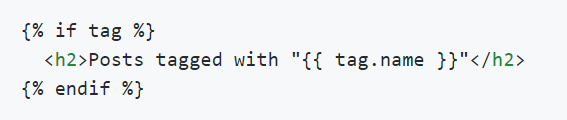 {% if tag %}
<h2>Posts tagged with "{{ tag.name }}"</h2>
{% endif %}